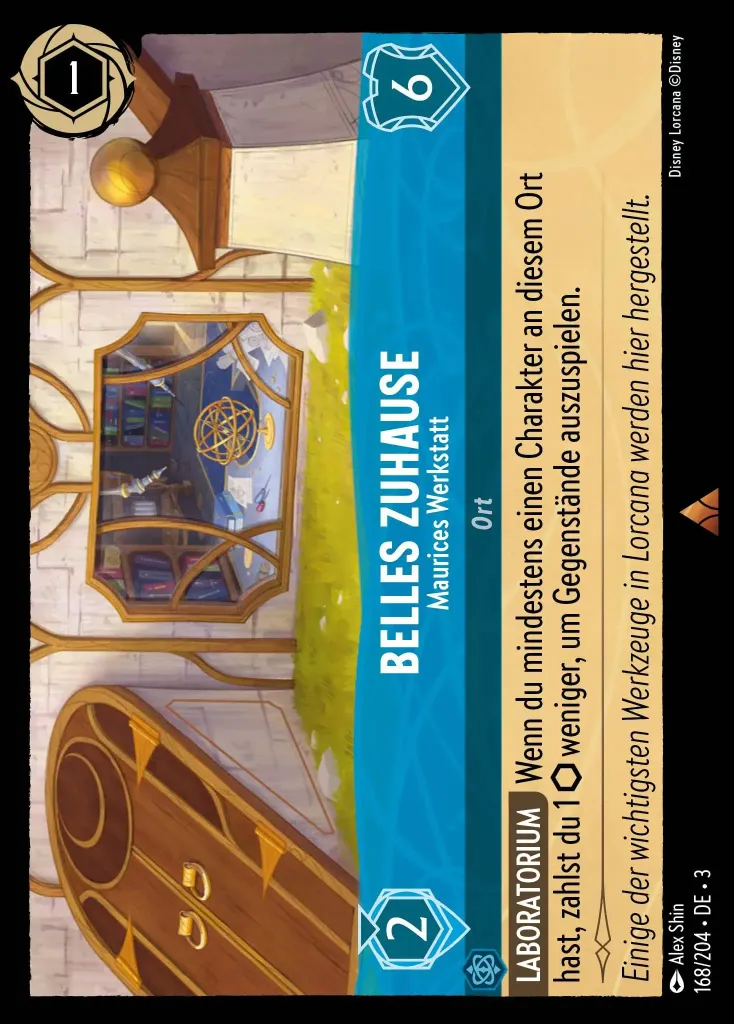 1
2
BELLES ZUHAUSE
6
Maurices Werkstatt
Ort
LABORATORIUM Wenn du mindestens einen Charakter an diesem Ort
hast, zahlst du 1 weniger, um Gegenstände auszuspielen.
Einige der wichtigsten Werkzeuge in Lorcana werden hier hergestellt.
Alex Shin
168/204 • DE • 3
Disney Lorcana ©Disney